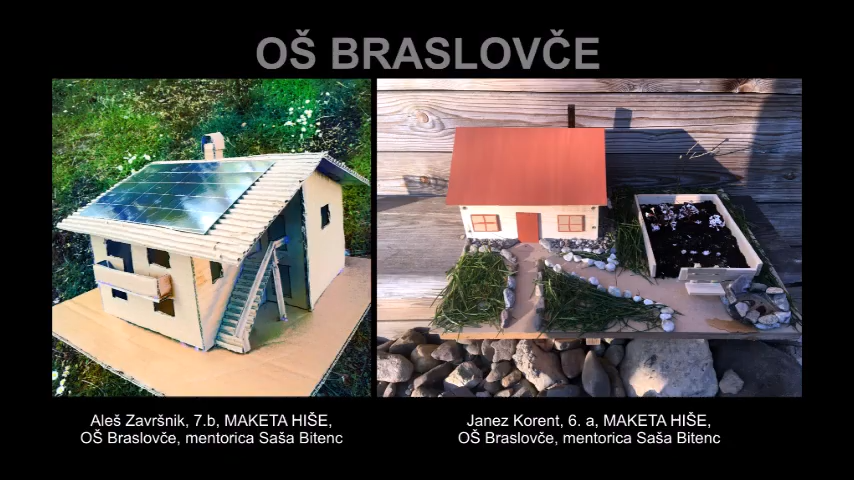 OŠ BRASLOVČE
Aleš Završnik, 7.b, MAKETA HIŠE,
OŠ Braslovče, mentorica Saša Bitenc
Janez Korent, 6. a, MAKETA HIŠE,
OŠ Braslovče, mentorica Saša Bitenc